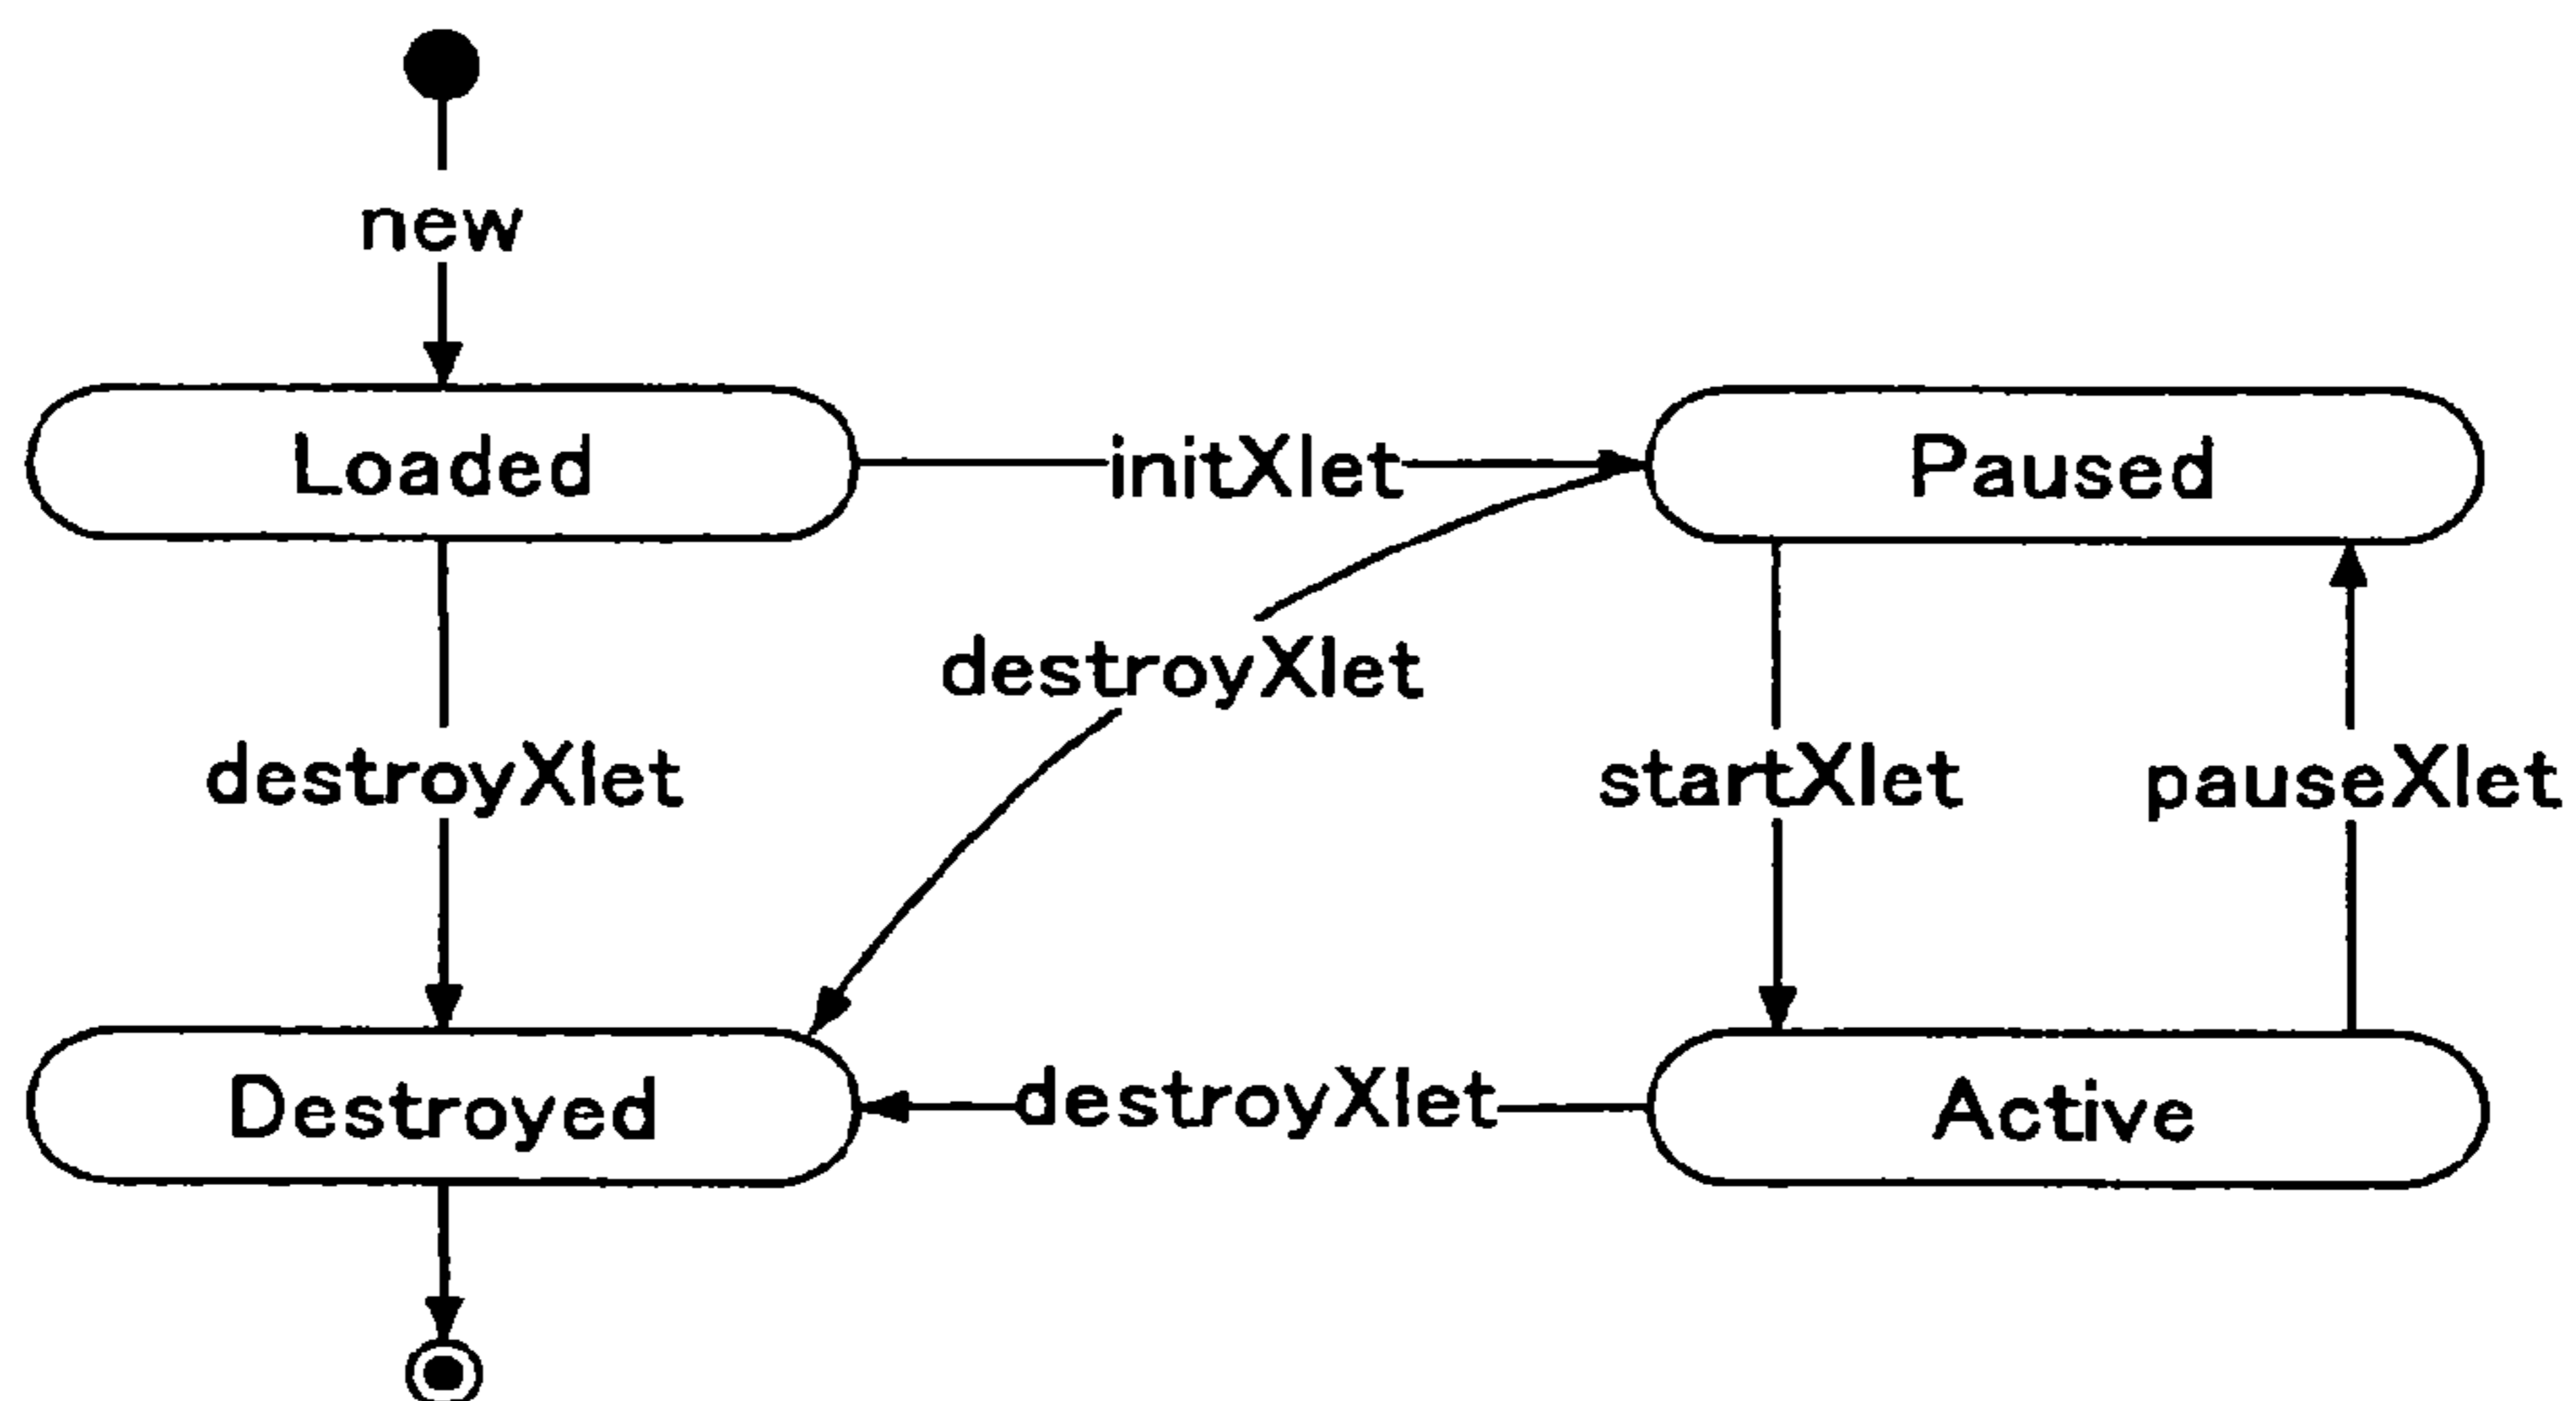 new
Loaded
initXlet
Paused
destroyXlet
destroyXlet
startXlet
pauseXlet
Destroyed
destroyXlet
Active